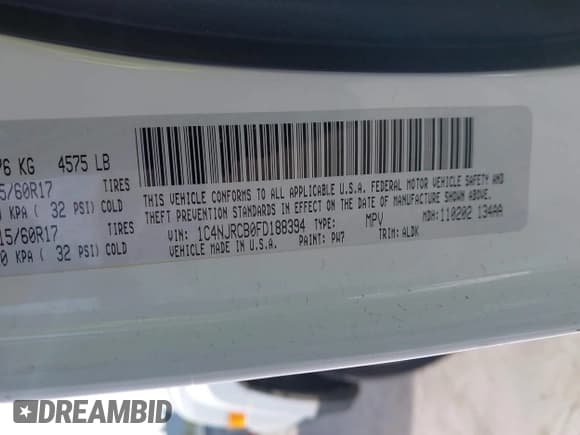 76 KG 4575 LB
5/60R17 TIRES
KPA ( 32 PSI) COLD
15/60R17 TIRES
0 KPA ( 32 PSI) COLD
THIS VEHICLE CONFORMS TO ALL APPLICABLE U.S.A. FEDERAL MOTOR VEHICLE SAFETY AND
THEFT PREVENTION STANDARDS IN EFFECT ON THE DATE OF MANUFACTURE SHOWN ABOVE.
VIN: 1C4NJRCB0FD188394 TYPE: MPV MDH: 110202 134AA
VEHICLE MADE IN U.S.A. PAINT: PW7 TRIM: ALDK
DREAMBID